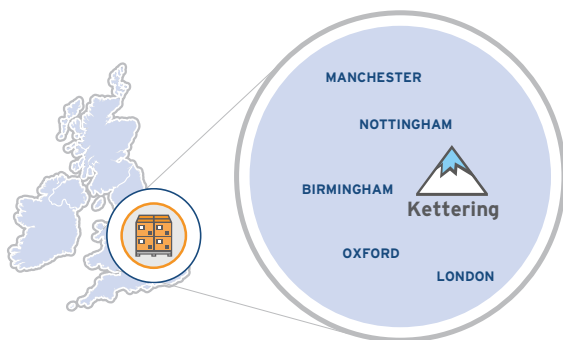 MANCHESTER
NOTTINGHAM
BIRMINGHAM
Kettering
OXFORD
LONDON